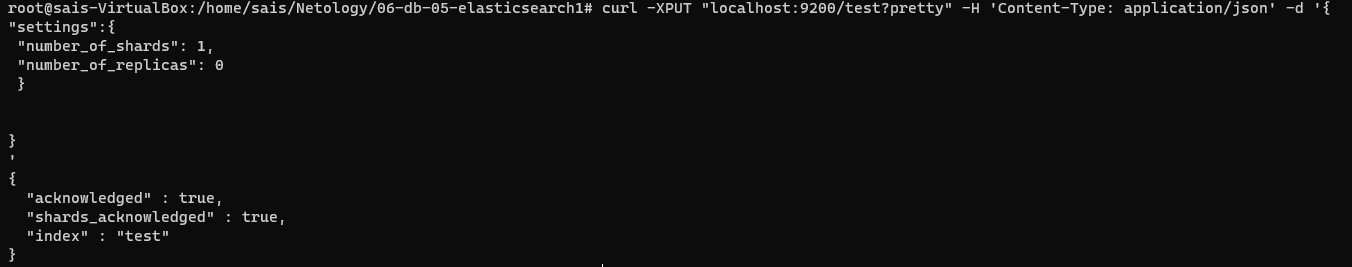 root@sais-VirtualBox:/home/sais/Netology/06-db-05-elasticsearch1# curl -XPUT "localhost:9200/test?pretty" -H 'Content-Type: application/json' -d '{
"settings":{
 "number_of_shards": 1,
 "number_of_replicas": 0
 }
}
'
{
  "acknowledged" : true,
  "shards_acknowledged" : true,
  "index" : "test"
}